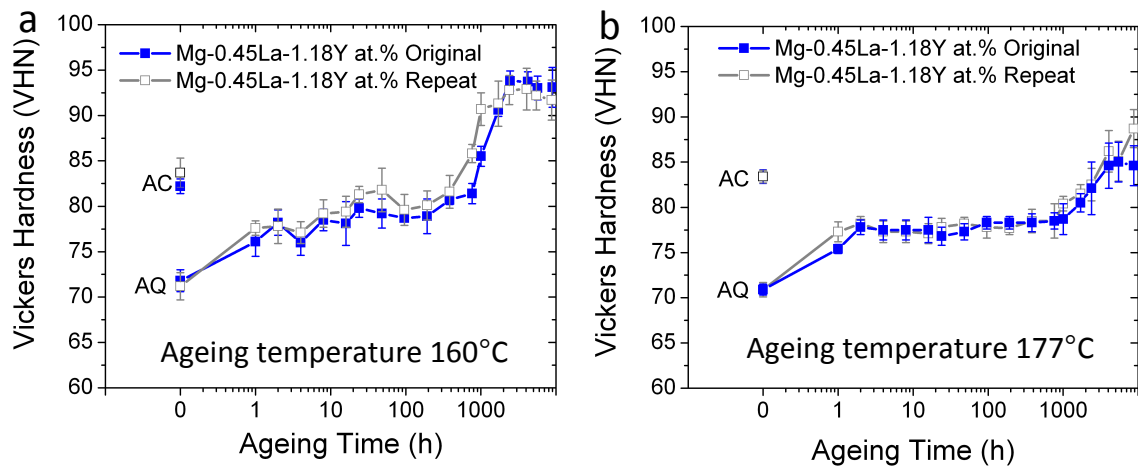 a
100
95
90
85
80
75
70
65
60
Vickers Hardness (VHN)
Mg-0.45La-1.18Y at.% Original
Mg-0.45La-1.18Y at.% Repeat
AC
AQ
Ageing temperature 160°C
0 1 10 100 1000
Ageing Time (h)
b
100
95
90
85
80
75
70
65
60
Vickers Hardness (VHN)
Mg-0.45La-1.18Y at.% Original
Mg-0.45La-1.18Y at.% Repeat
AC
AQ
Ageing temperature 177°C
0 1 10 100 1000
Ageing Time (h)